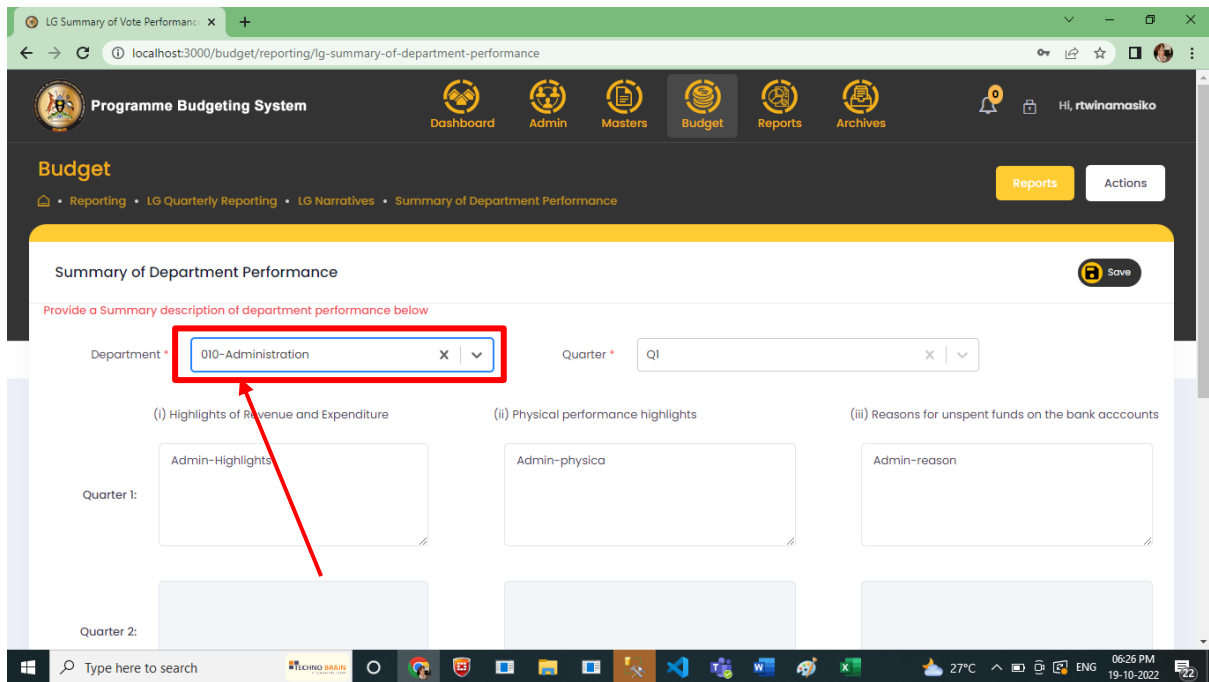 LG Summary of Vote Performanc
localhost:3000/budget/reporting/lg-summary-of-department-performance
Programme Budgeting System
Dashboard
Admin
Masters
Budget
Reports
Archives
0
Hi, rtwinamasiko
Budget
Reporting • LG Quarterly Reporting • LG Narratives • Summary of Department Performance
Reports
Actions
Summary of Department Performance
Save
Provide a Summary description of department performance below
Department *
010-Administration
Quarter *
Q1
(i) Highlights of Revenue and Expenditure
(ii) Physical performance highlights
(iii) Reasons for unspent funds on the bank acccounts
Quarter 1:
Admin-Highlights
Admin-physica
Admin-reason
Quarter 2:
Type here to search
TECHNO BRAIN
27°C
ENG
06:26 PM
19-10-2022
22